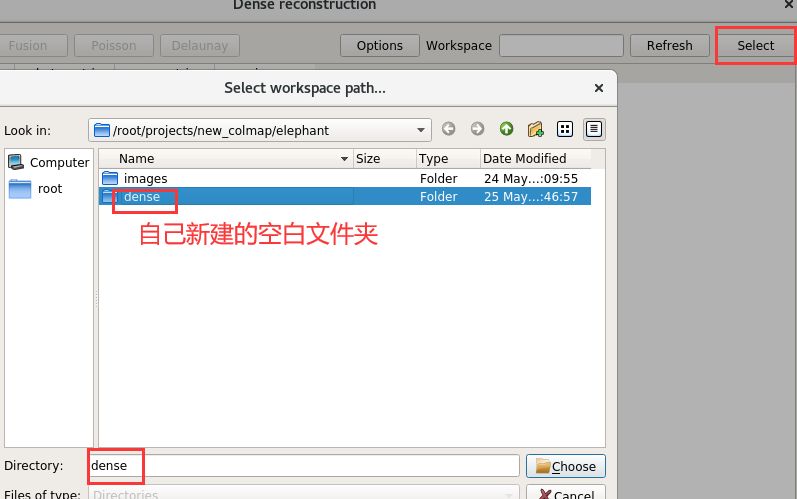 Dense reconstruction
Fusion Poisson Delaunay Options Workspace Refresh Select
Select workspace path...
Look in: /root/projects/new_colmap/elephant
Computer
root
Name Size Type Date Modified
images Folder 24 May...:09:55
dense Folder 25 May...:46:57
自己新建的空白文件夹
Directory: dense Choose
Files of type: Directories Cancel